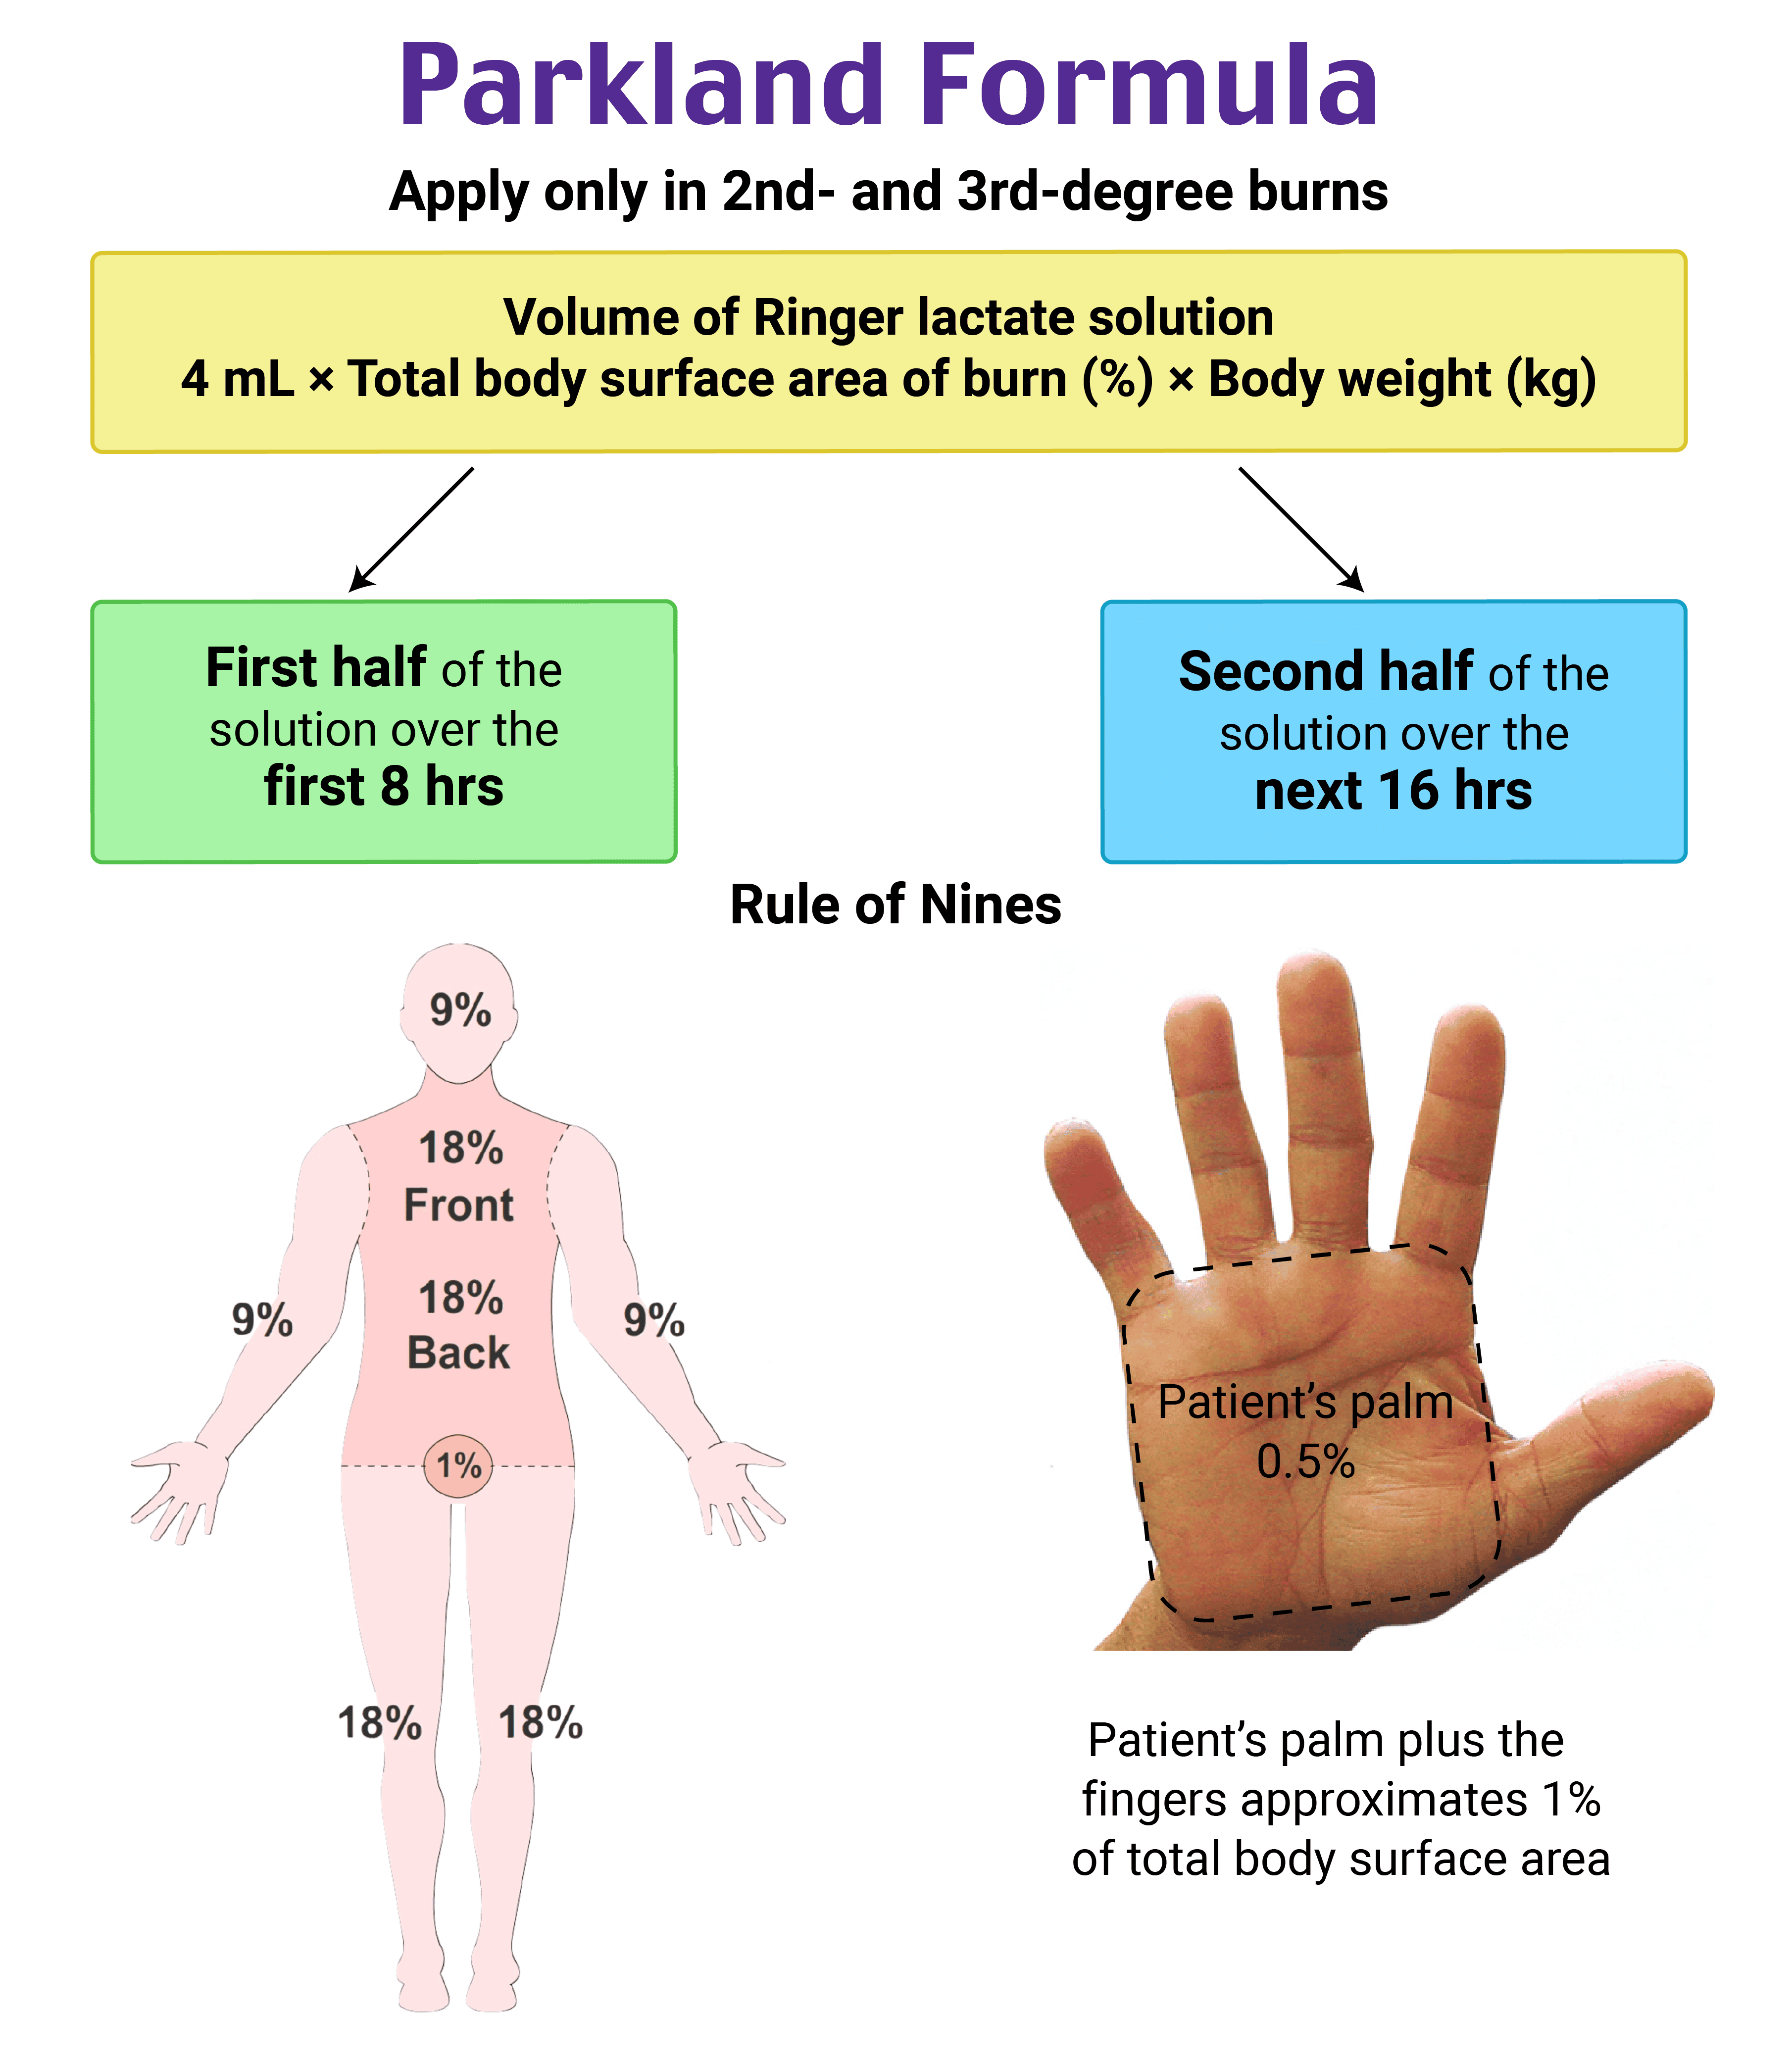 Parkland Formula
Apply only in 2nd- and 3rd-degree burns
Volume of Ringer lactate solution
4 mL × Total body surface area of burn (%) × Body weight (kg)
First half of the
solution over the
first 8 hrs
Second half of the
solution over the
next 16 hrs
Rule of Nines
9%
18%
Front
18%
Back
9%
9%
1%
18%
18%
Patient’s palm
0.5%
Patient’s palm plus the
fingers approximates 1%
of total body surface area